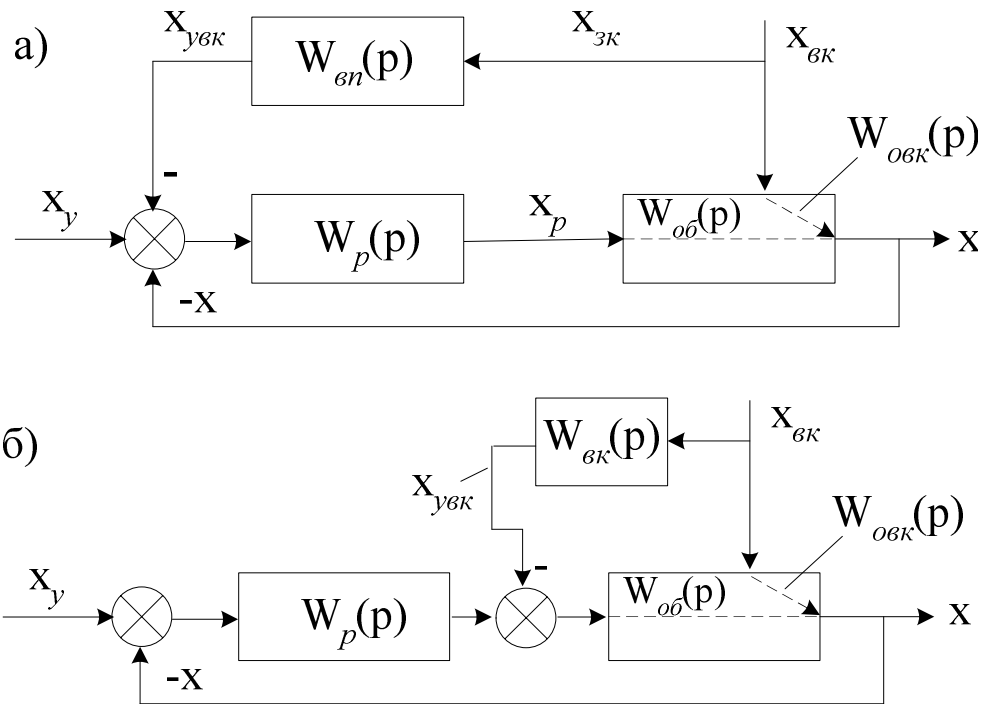 а)
xувк
Wвп(p)
xзк
xвк
Wовк(p)
-
xу
Wр(p)
xр
Wоб(p)
x
-x
б)
Wвк(p)
xвк
xувк
Wовк(p)
-
xу
Wр(p)
Wоб(p)
x
-x